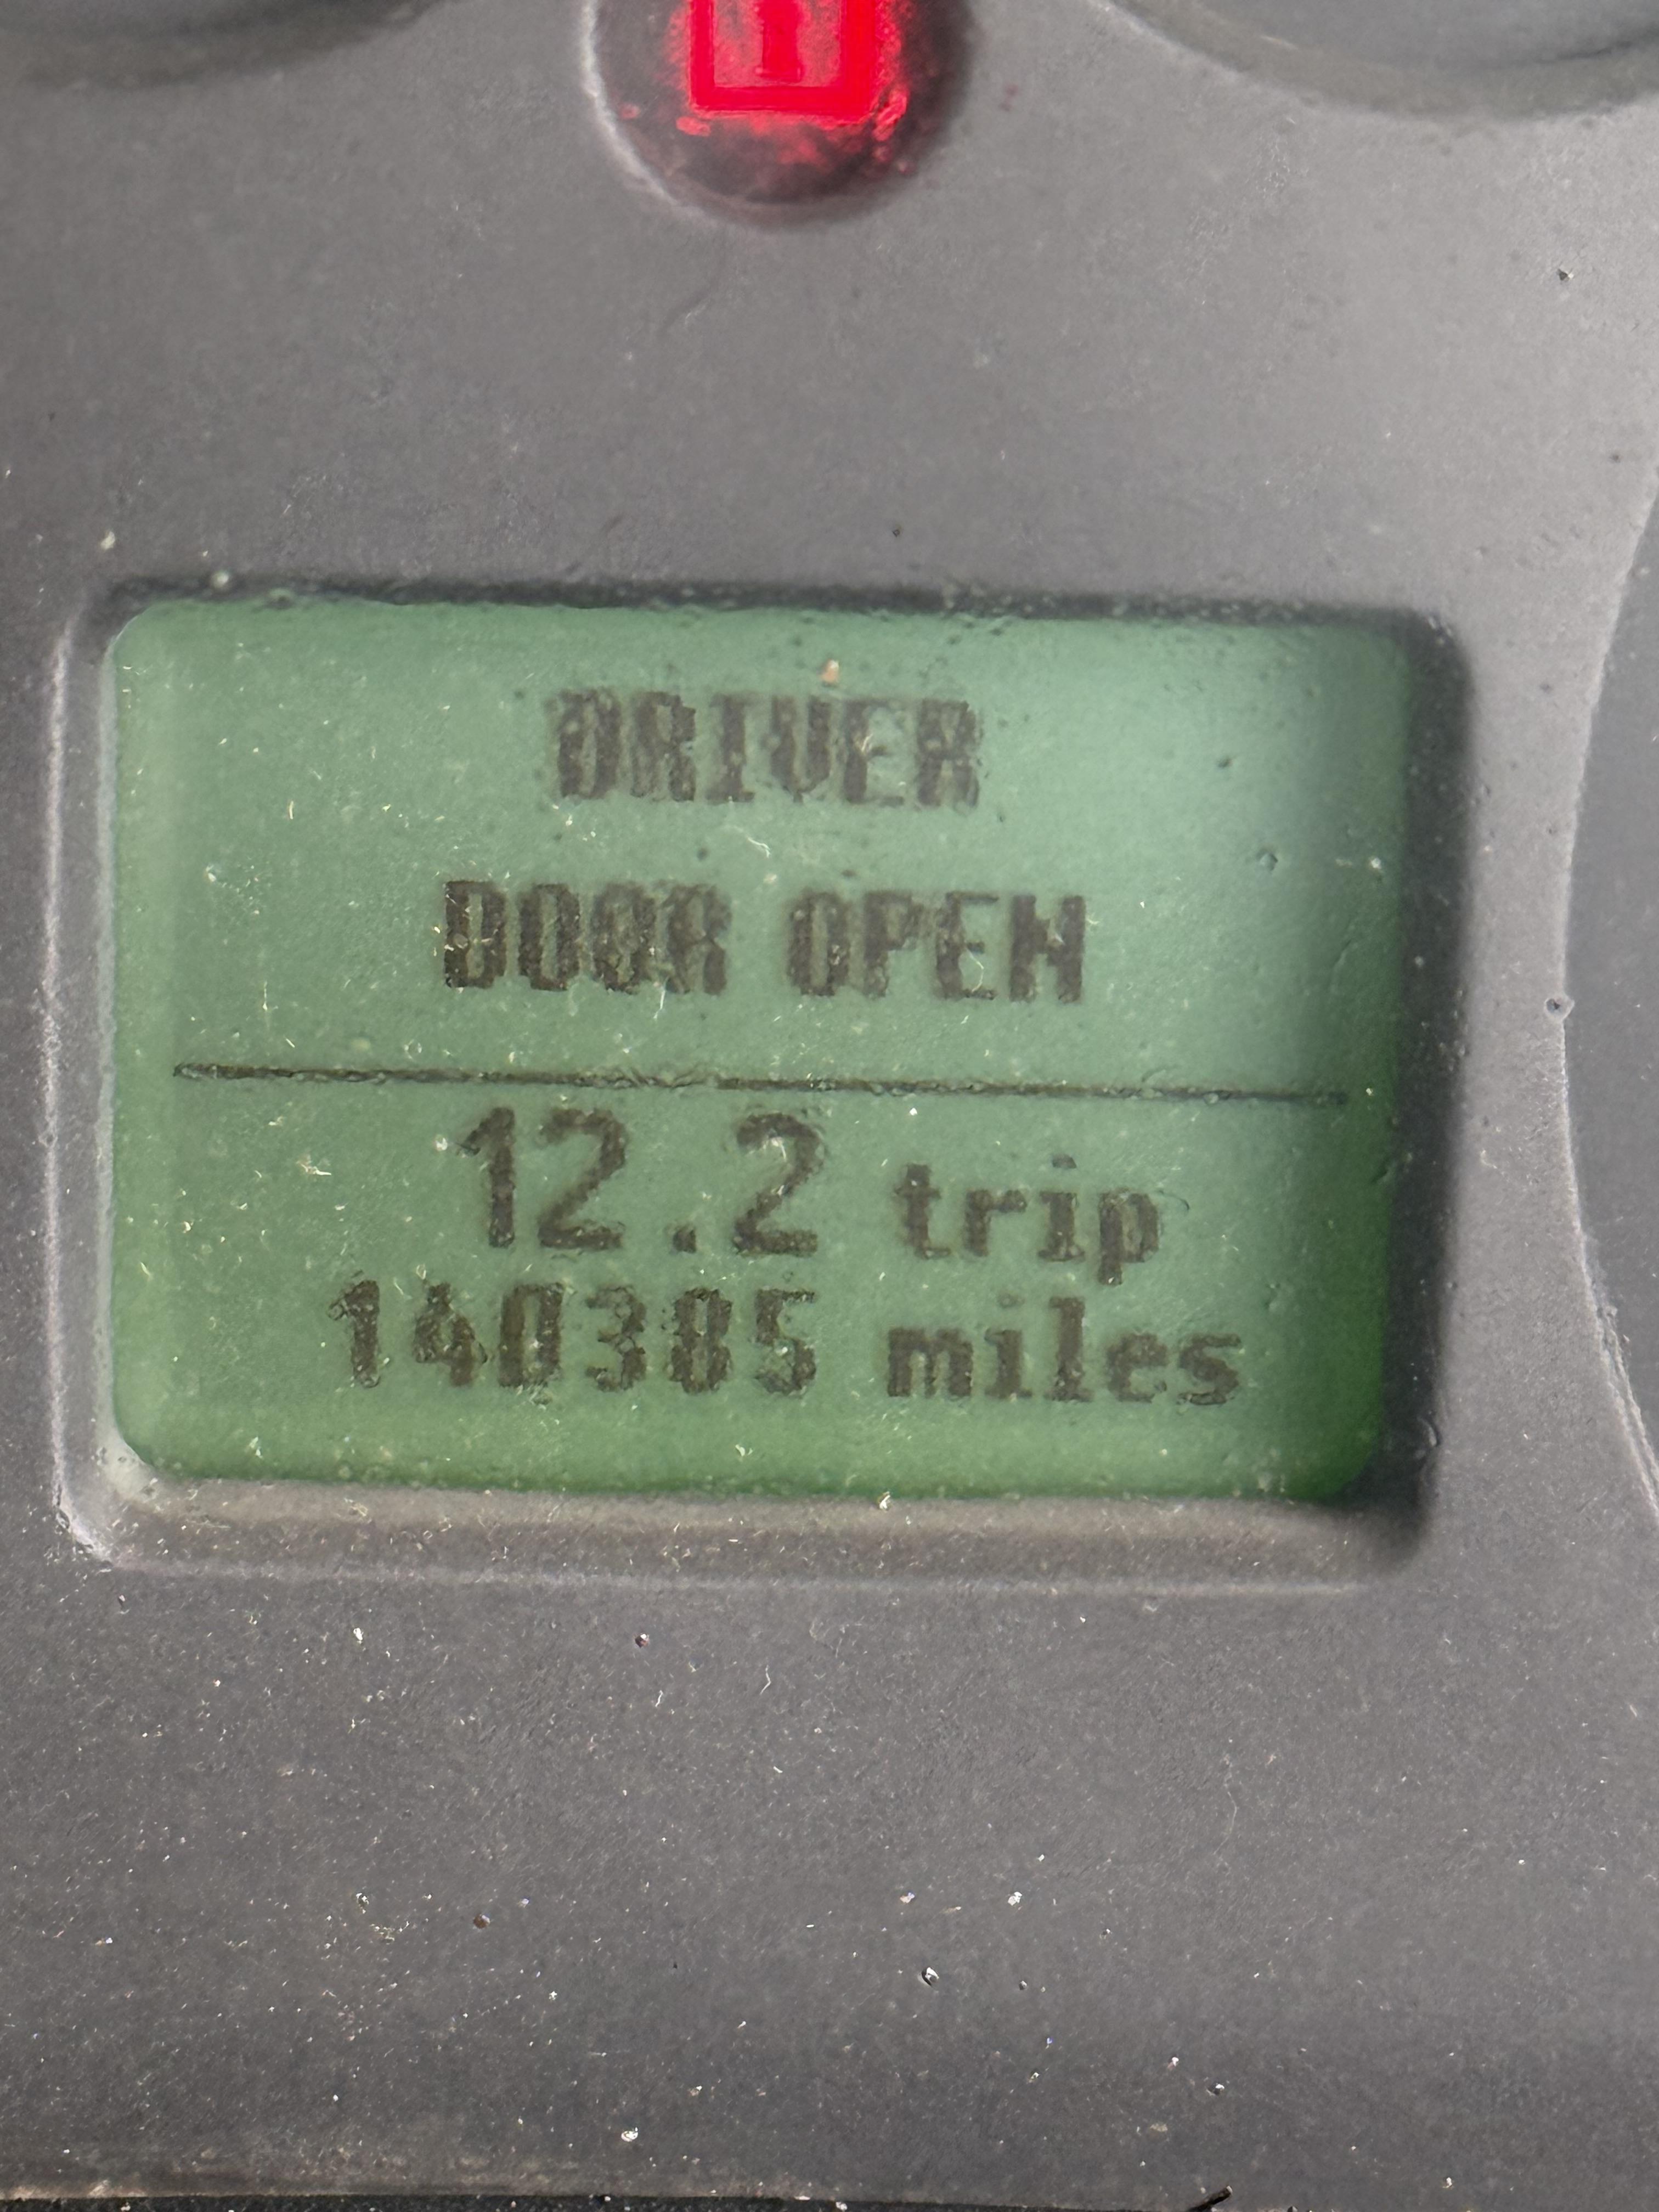 DRIVER
DOOR OPEN
12.2 trip
140385 miles